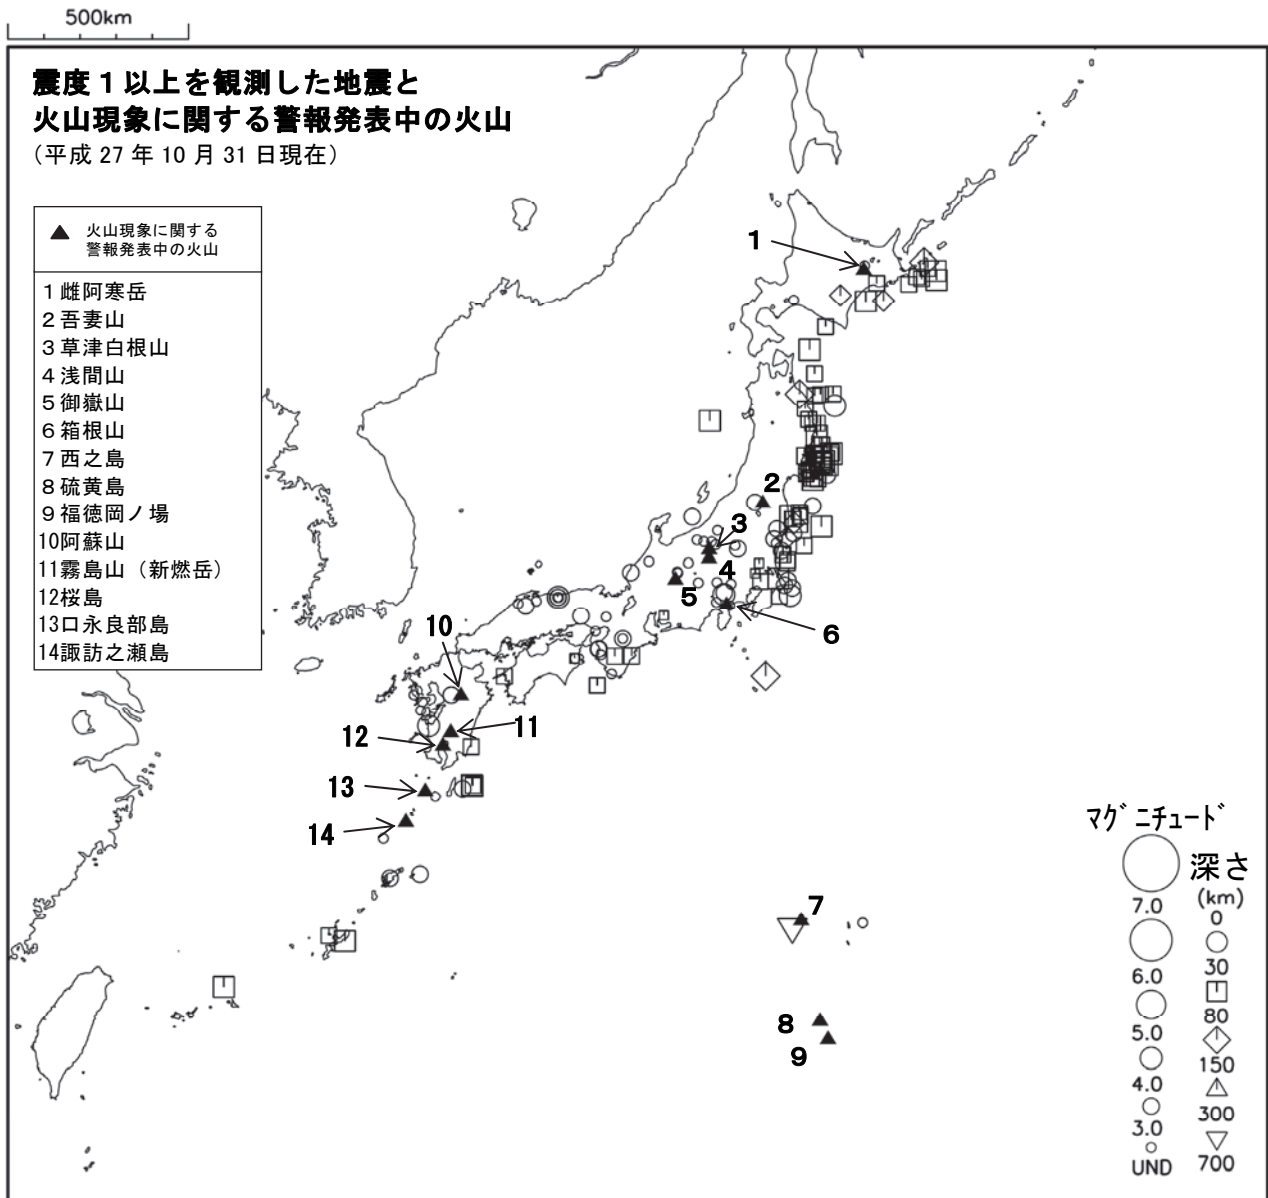 500km
震度１以上を観測した地震と
火山現象に関する警報発表中の火山
（平成 27 年 10 月 31 日現在）
▲ 火山現象に関する
警報発表中の火山
１雌阿寒岳
２吾妻山
３草津白根山
４浅間山
５御嶽山
６箱根山
７西之島
８硫黄島
９福徳岡ノ場
10阿蘇山
11霧島山（新燃岳）
12桜島
13口永良部島
14諏訪之瀬島
1
2
3
4
5
6
10
11
12
13
14
7
8
9
マグニチュード
7.0
6.0
5.0
4.0
3.0
UND
深さ
(km)
0
30
80
150
300
700